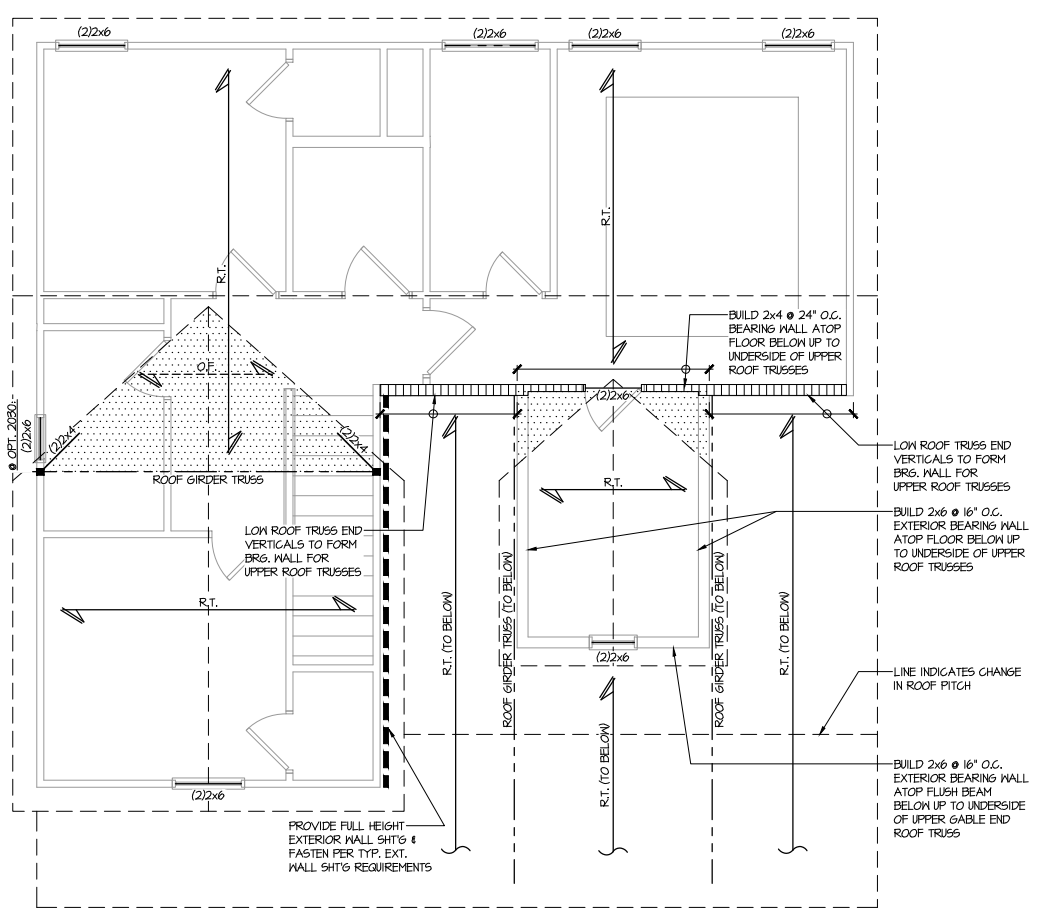 (2)2x6
(2)2x6
(2)2x6
(2)2x6
R.T.
R.T.
BUILD 2x4 @ 24" O.C.
BEARING WALL ATOP
FLOOR BELOW UP TO
UNDERSIDE OF UPPER
ROOF TRUSSES
O.F.
(2)2x6
@ OPT. 2030:
(2)2x6
(2)2x4
(2)2x4
ROOF GIRDER TRUSS
LOW ROOF TRUSS END
VERTICALS TO FORM
BRG. WALL FOR
UPPER ROOF TRUSSES
R.T.
BUILD 2x6 @ 16" O.C.
EXTERIOR BEARING WALL
ATOP FLOOR BELOW UP
TO UNDERSIDE OF UPPER
ROOF TRUSSES
LOW ROOF TRUSS END
VERTICALS TO FORM
BRG. WALL FOR
UPPER ROOF TRUSSES
R.T.
R.T. (TO BELOW)
ROOF GIRDER TRUSS (TO BELOW)
(2)2x6
ROOF GIRDER TRUSS (TO BELOW)
R.T. (TO BELOW)
LINE INDICATES CHANGE
IN ROOF PITCH
R.T. (TO BELOW)
(2)2x6
BUILD 2x6 @ 16" O.C.
EXTERIOR BEARING WALL
ATOP FLUSH BEAM
BELOW UP TO UNDERSIDE
OF UPPER GABLE END
ROOF TRUSS
PROVIDE FULL HEIGHT
EXTERIOR WALL SHT'G &
FASTEN PER TYP. EXT.
WALL SHT'G REQUIREMENTS